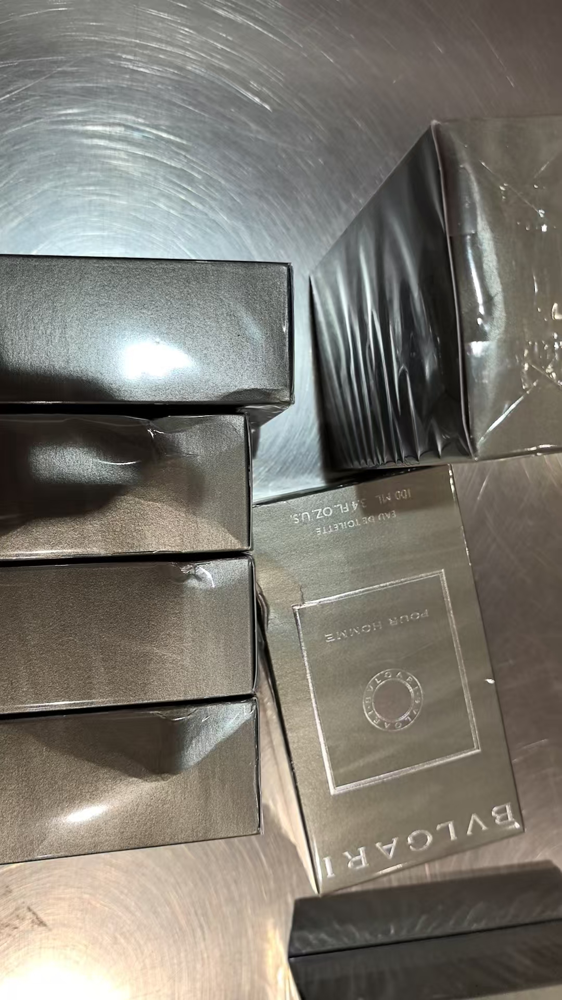 BVLGARI
BVLGARI·BVLGARI
POUR HOMME
EAU DE TOILETTE
100 ML 3.4 FL. OZ. U.S.